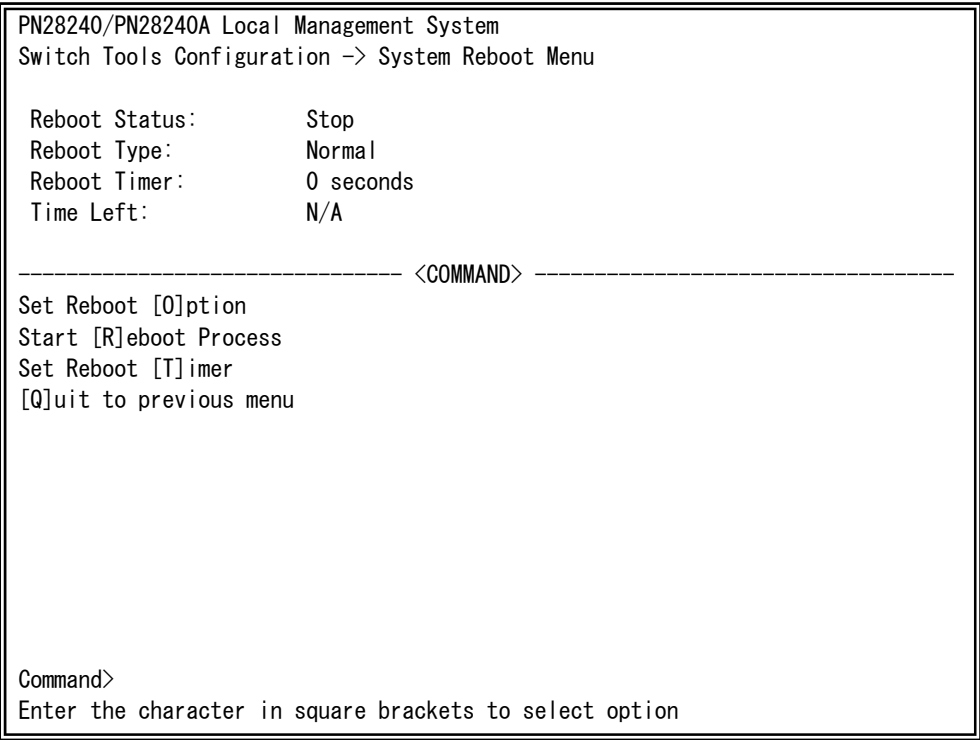 PN28240/PN28240A Local Management System
Switch Tools Configuration -> System Reboot Menu
Reboot Status: Stop
Reboot Type: Normal
Reboot Timer: 0 seconds
Time Left: N/A
-------------------------------- <COMMAND> -----------------------------------
Set Reboot [O]ption
Start [R]eboot Process
Set Reboot [T]imer
[Q]uit to previous menu
Command>
Enter the character in square brackets to select option